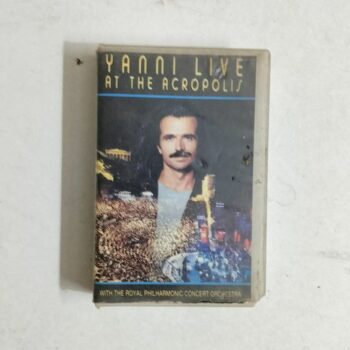 YANNI LIVE
AT THE ACROPOLIS
WITH THE ROYAL PHILHARMONIC CONCERT ORCHESTRA